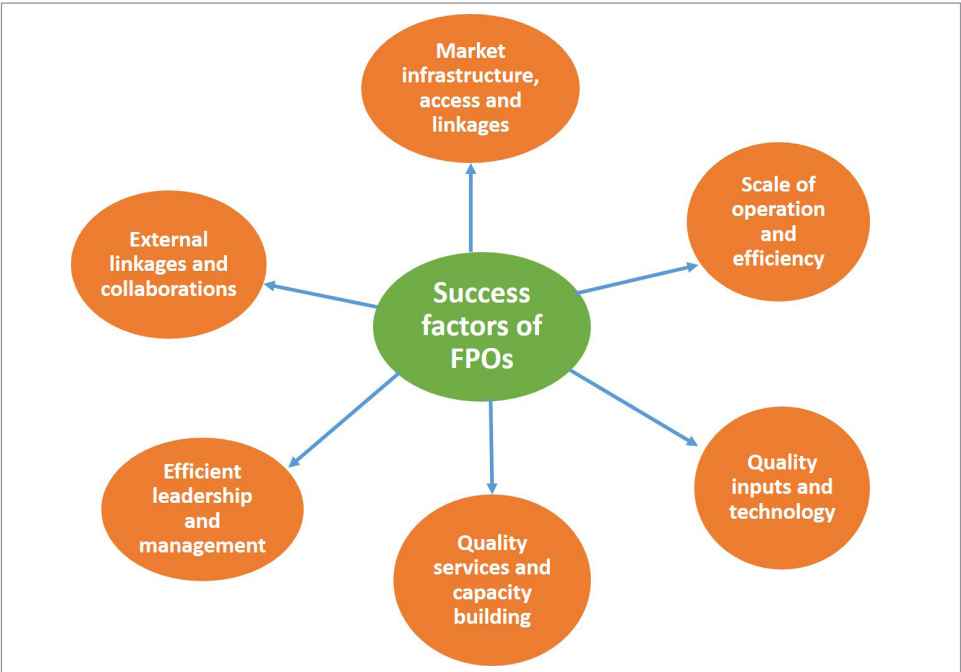 Market
infrastructure,
access and
linkages
Scale of
operation
and
efficiency
External
linkages and
collaborations
Success
factors of
FPOs
Efficient
leadership
and
management
Quality
inputs and
technology
Quality
services and
capacity
building